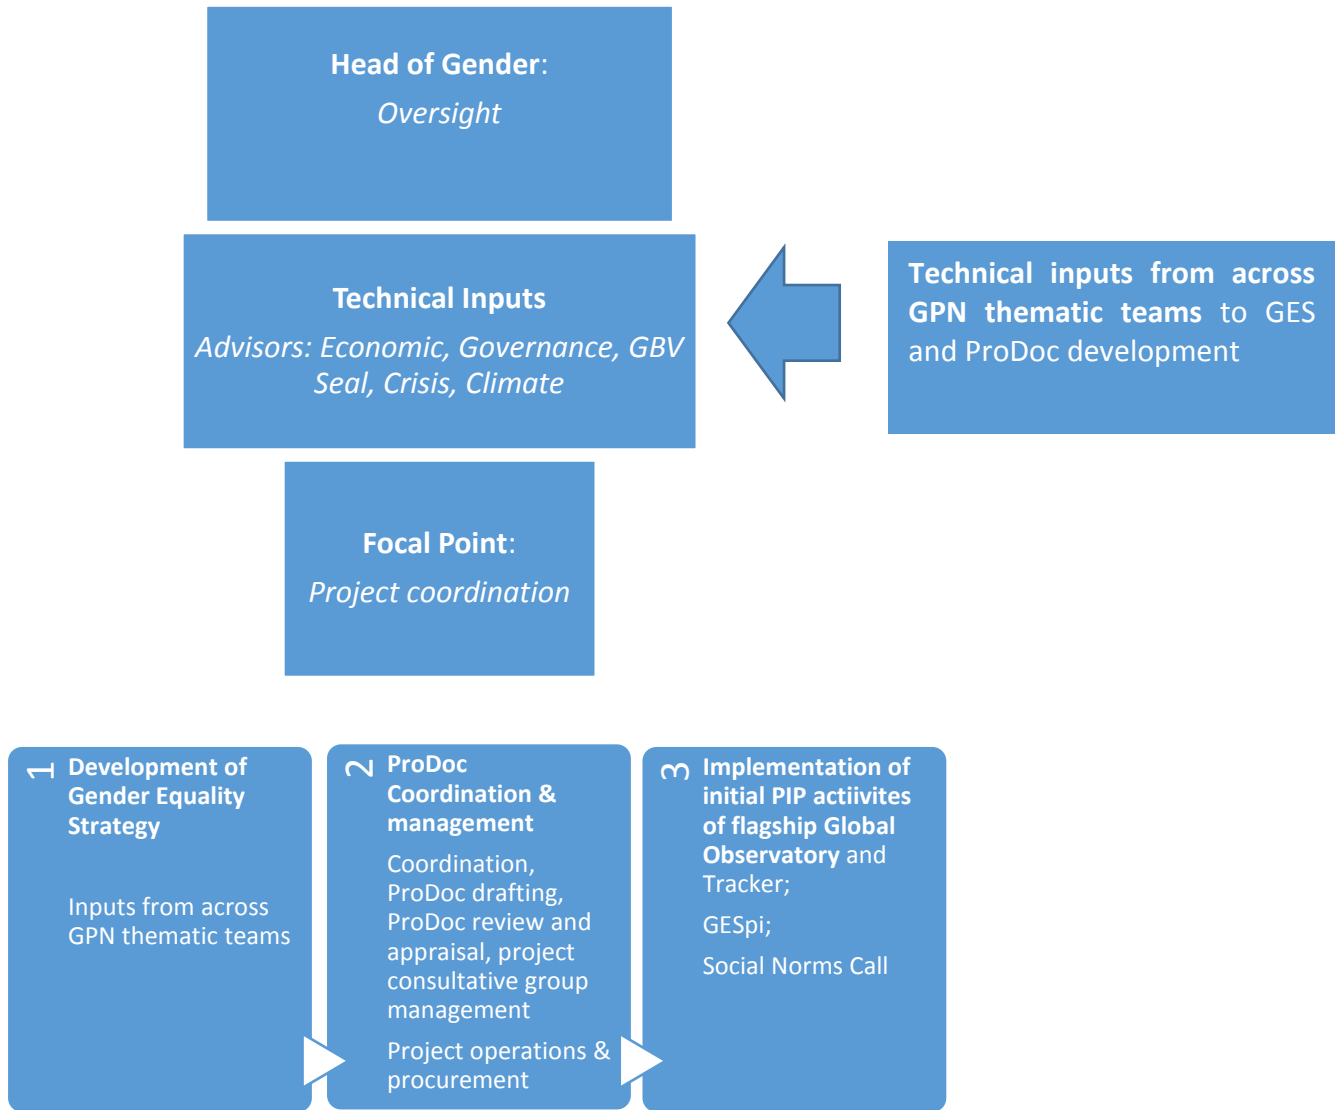 Head of Gender:
Oversight
Technical Inputs
Advisors: Economic, Governance, GBV
Seal, Crisis, Climate
Technical inputs from across
GPN thematic teams to GES
and ProDoc development
Focal Point:
Project coordination
1
Development of
Gender Equality
Strategy
Inputs from across
GPN thematic teams
2
ProDoc
Coordination &
management
Coordination,
ProDoc drafting,
ProDoc review and
appraisal, project
consultative group
management
Project operations &
procurement
3
Implementation of
initial PIP actiivites
of flagship Global
Observatory and
Tracker;
GESpi;
Social Norms Call